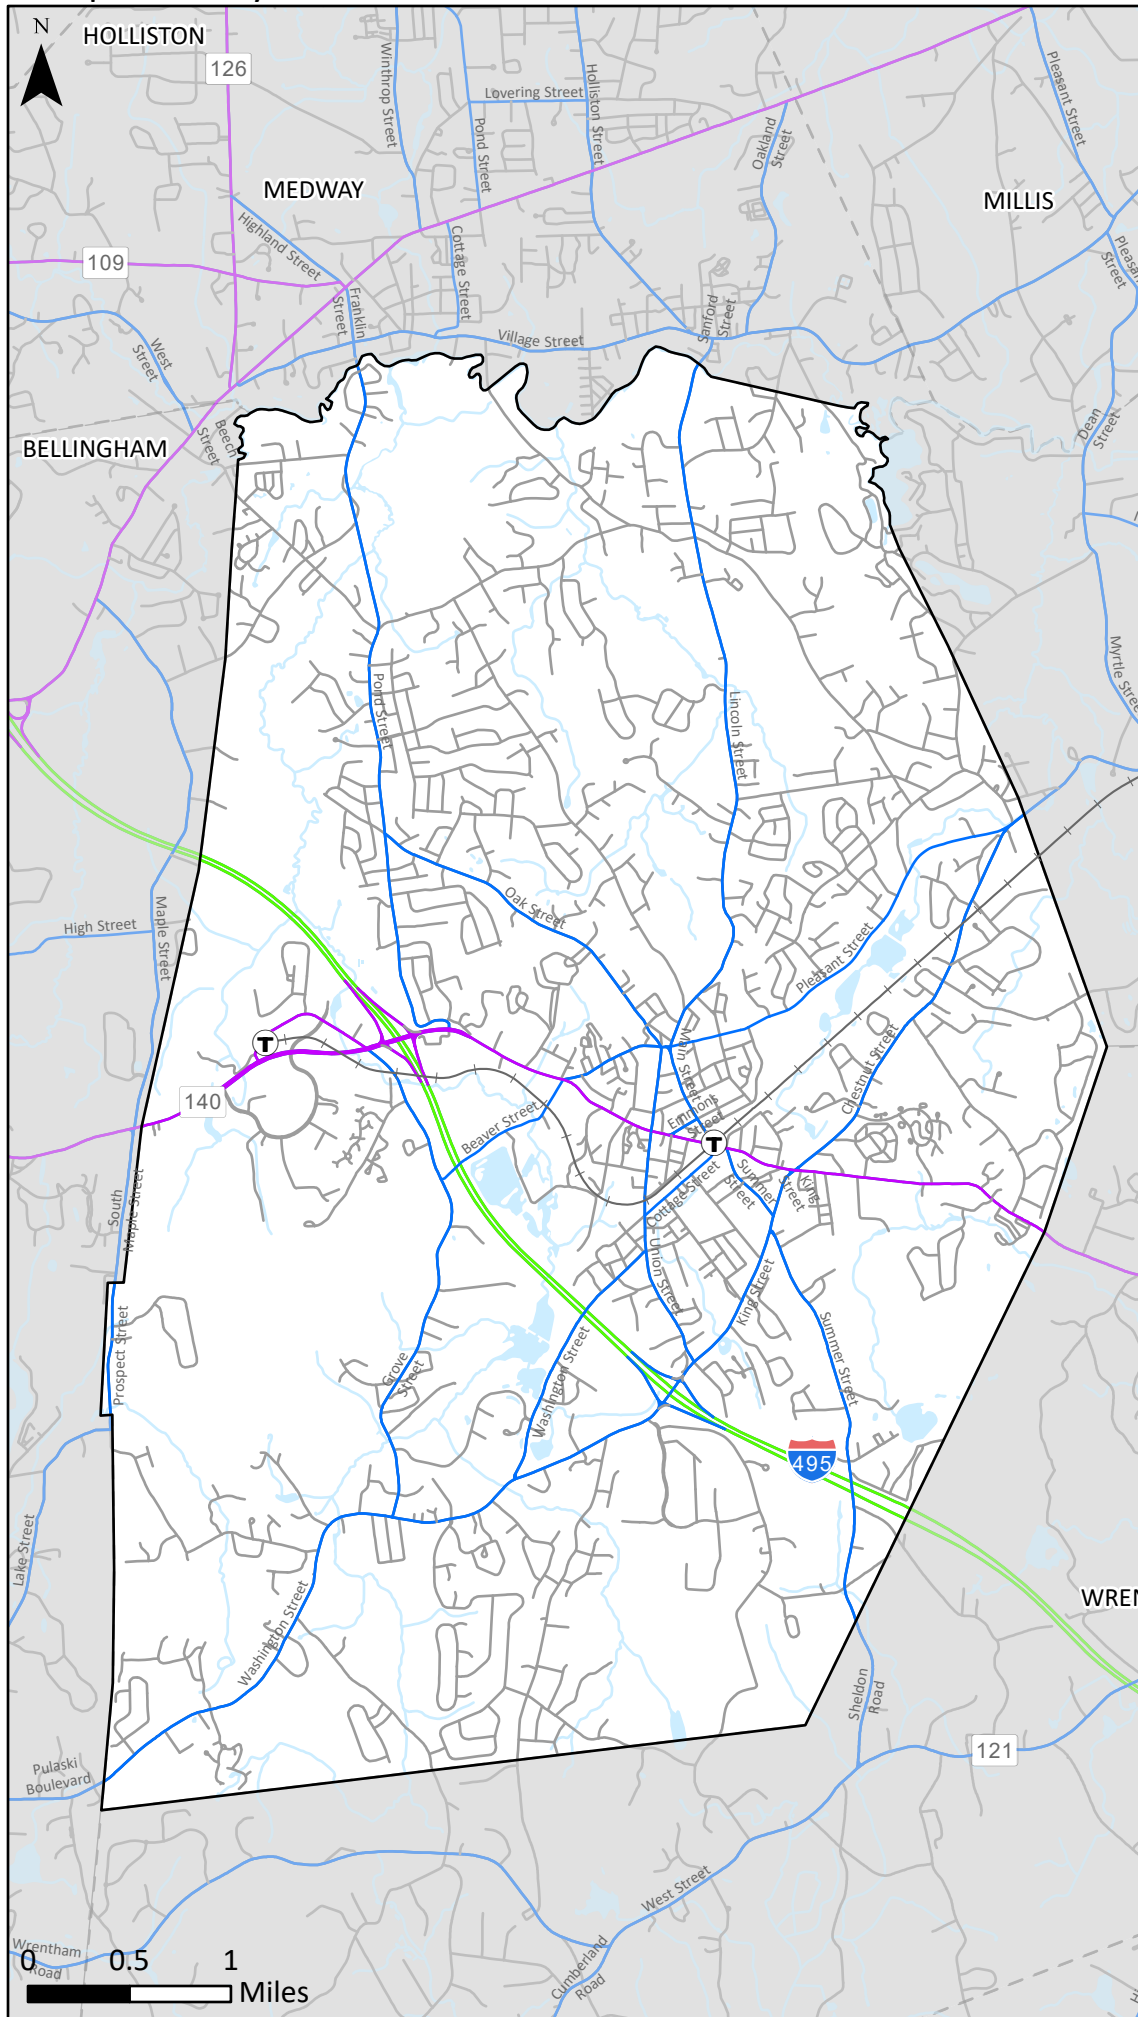 N
HOLLISTON
126
Winthrop Street
Lovering Street
Pond Street
Holliston Street
Oakland
Street
Pleasant Street
MEDWAY
MILLIS
Highland Street
109
Cottage Street
Franklin
Street
Sanford
Street
Village Street
West
Street
Beech
Street
BELLINGHAM
Dean
Street
Myrtle Stree
Pond Street
Lincoln Street
Oak Street
High Street
Maple Street
Pleasant Street
T
Main Street
Chestnut Street
140
Emmons
Street
Beaver Street
T
Cottage Street
Summer
Street
King
Street
South
Maple Street
Union Street
King Street
Prospect Street
Summer Street
Grove
Street
Washington Street
495
Lake Street
WREN
Washington Street
Sheldon
Road
121
Pulaski
Boulevard
West Street
Wrentham
Road
Cumberland
Road
0 0.5 1
Miles